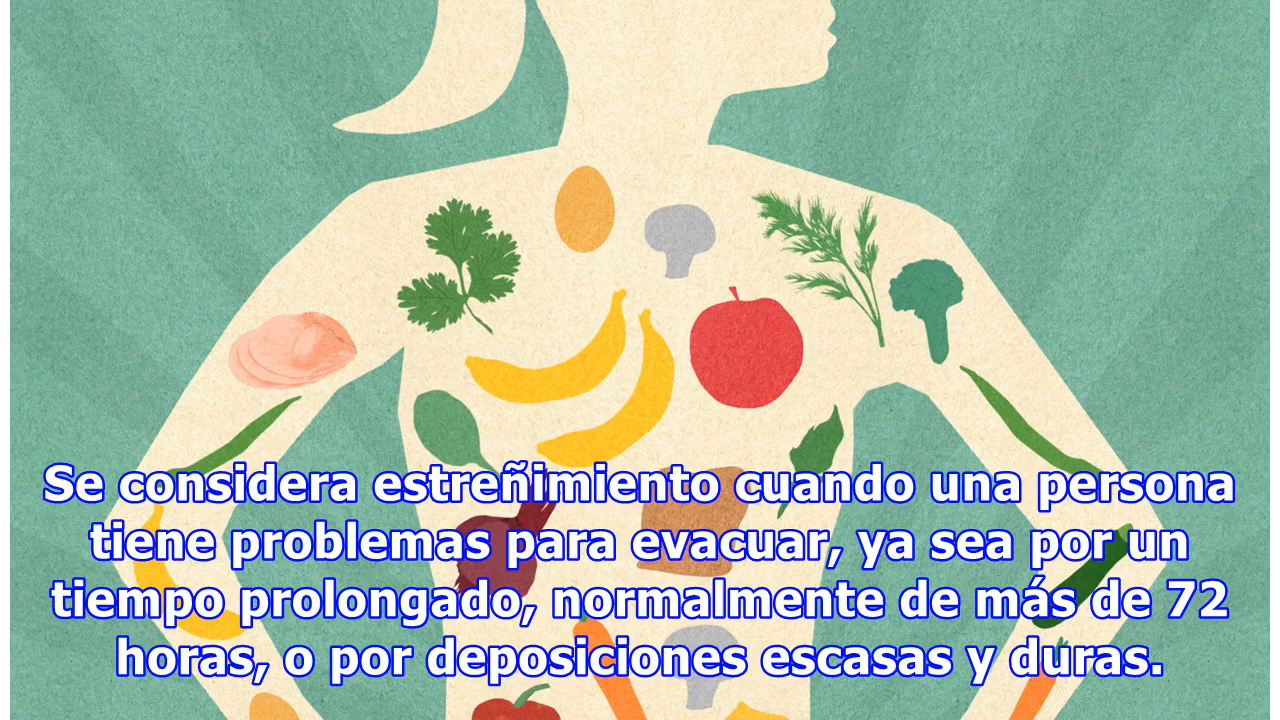 Se considera estreñimiento cuando una persona
tiene problemas para evacuar, ya sea por un
tiempo prolongado, normalmente de más de 72
horas, o por deposiciones escasas y duras.